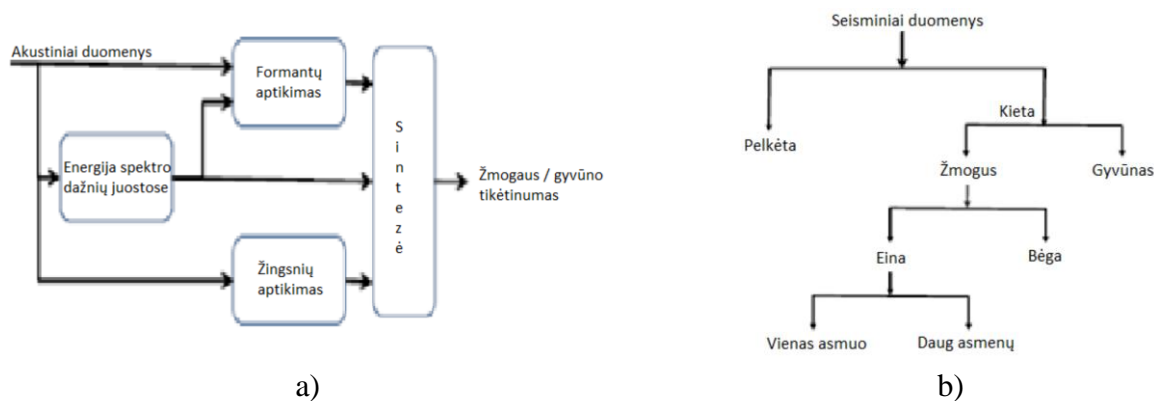 Akustiniai duomenys
Formantų
aptikimas
Energija spektro
dažnių juostose
Žingsnių
aptikimas
S
i
n
t
e
z
ė
Žmogaus / gyvūno
tikėtinumas
a)
Seisminiai duomenys
Kieta
Pelkėta
Žmogus
Gyvūnas
Eina
Bėga
Vienas asmuo
Daug asmenų
b)